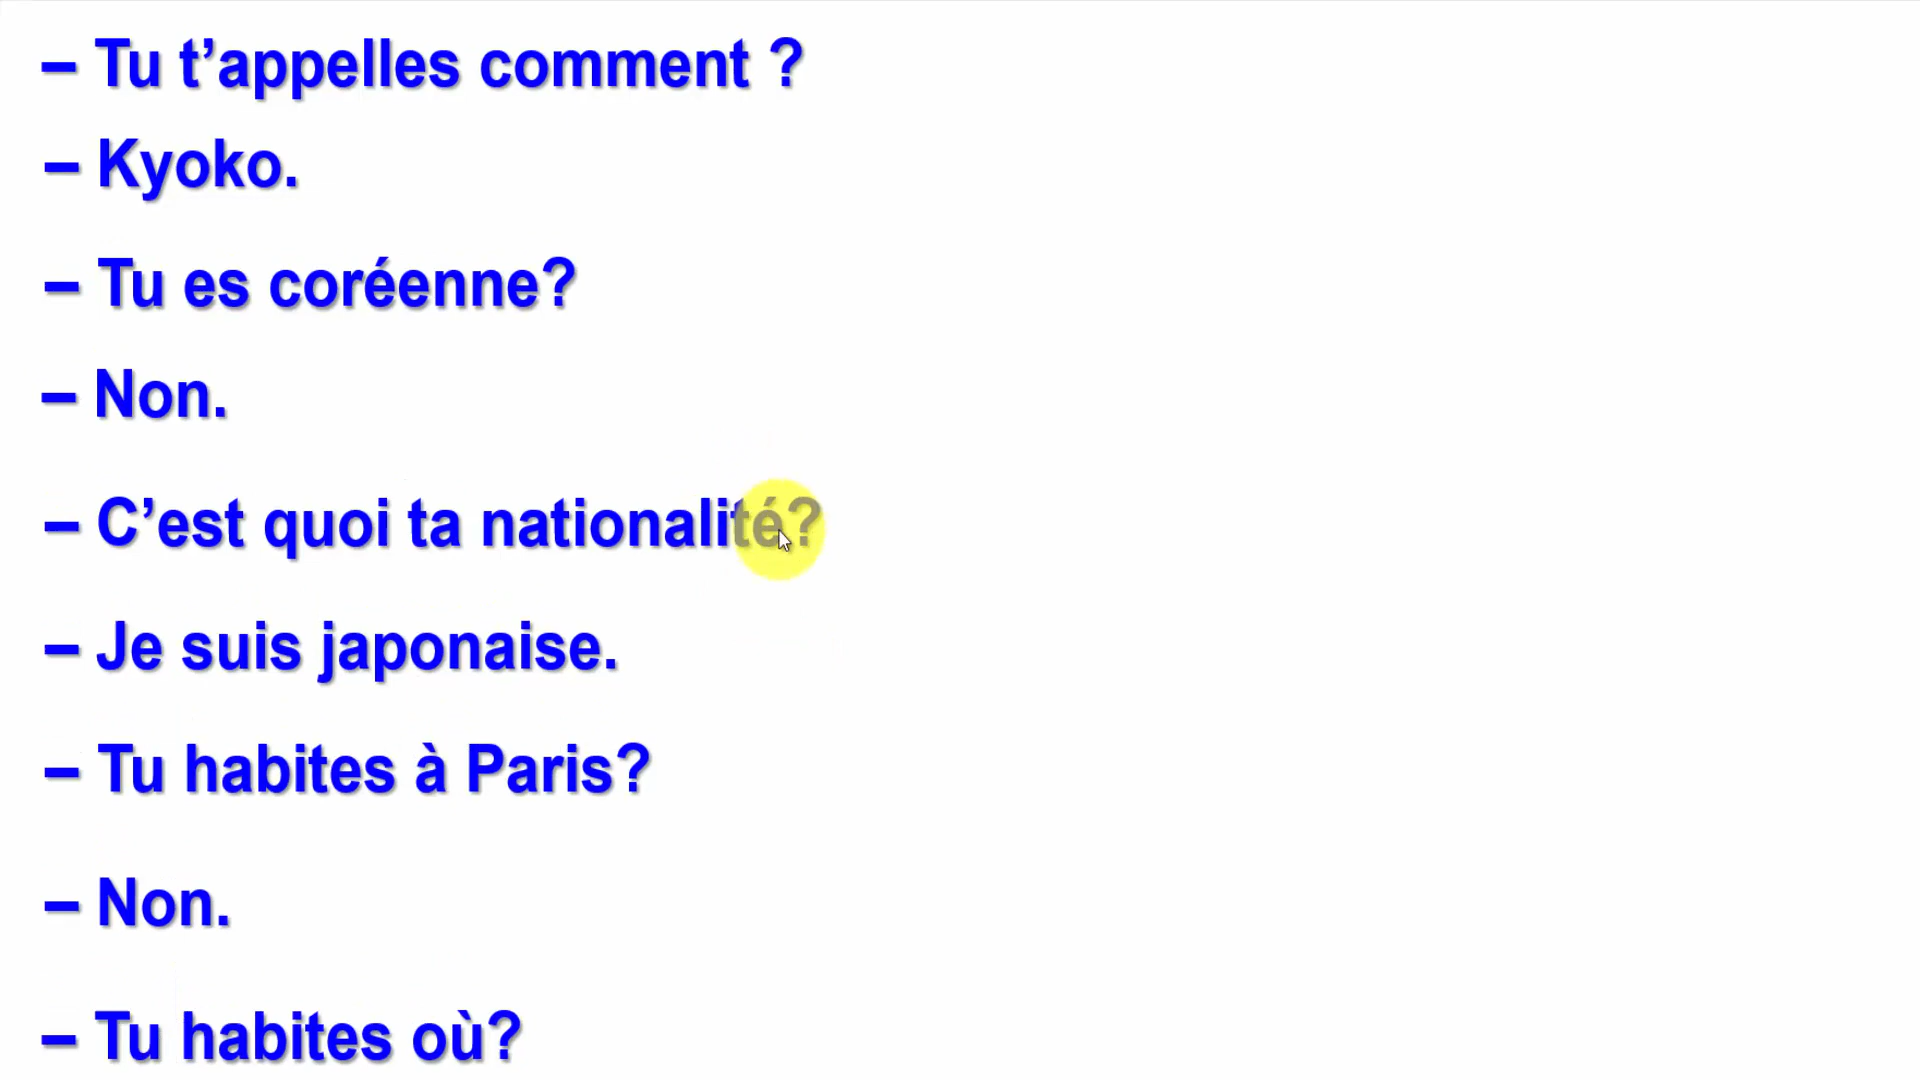 – Tu t’appelles comment ?
– Kyoko.
– Tu es coréenne?
– Non.
– C’est quoi ta nationalité?
– Je suis japonaise.
– Tu habites à Paris?
– Non.
– Tu habites où?